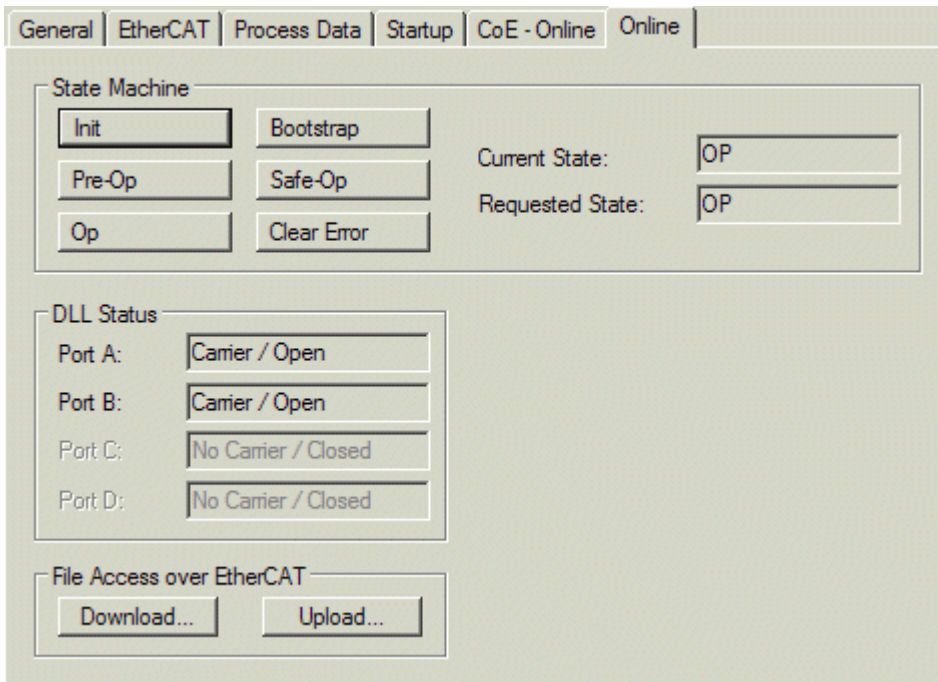 General EtherCAT Process Data Startup CoE - Online Online
State Machine
Init Bootstrap
Current State: OP
Pre-Op Safe-Op
Requested State: OP
Op Clear Error
DLL Status
Port A: Carrier / Open
Port B: Carrier / Open
Port C: No Carrier / Closed
Port D: No Carrier / Closed
File Access over EtherCAT
Download... Upload...